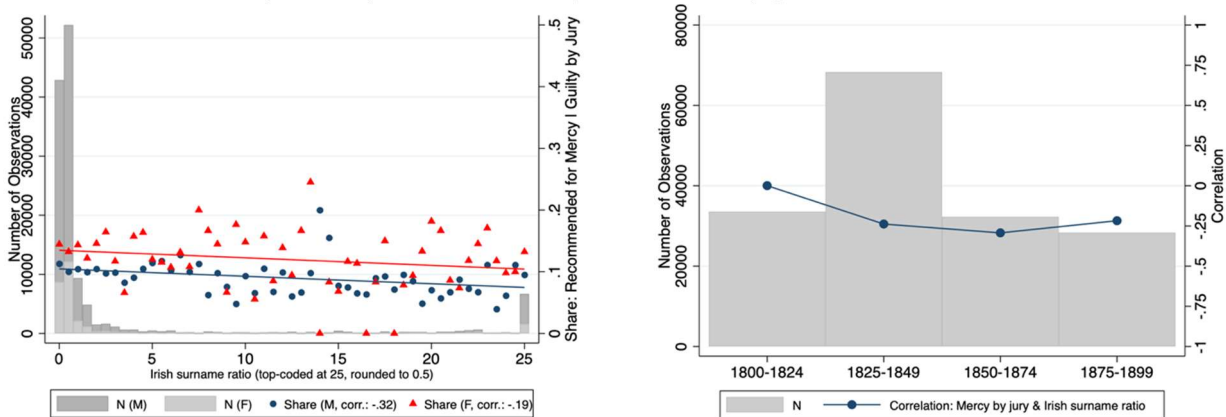 50000
40000
30000
20000
10000
0
Number of Observations
.5
.4
.3
.2
.1
0
Share: Recommended for Mercy | Guilty by Jury
0 5 10 15 20 25
Irish surname ratio (top-coded at 25, rounded to 0.5)
N (M) N (F) Share (M, corr.: -.32) Share (F, corr.: -.19)
80000
60000
40000
20000
0
Number of Observations
1
.75
.5
.25
0
-.25
-.5
-.75
-1
Correlation
1800-1824 1825-1849 1850-1874 1875-1899
N Correlation: Mercy by jury & Irish surname ratio